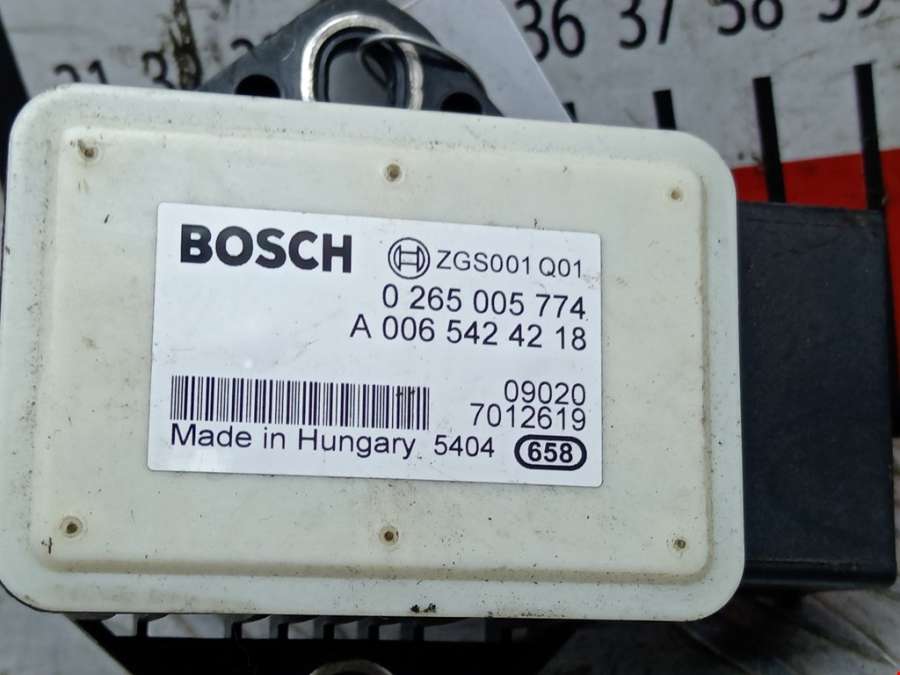 36 37 38 39
BOSCH
ZGS001 Q01
0 265 005 774
A 006 542 42 18
09020
7012619
Made in Hungary 5404 658